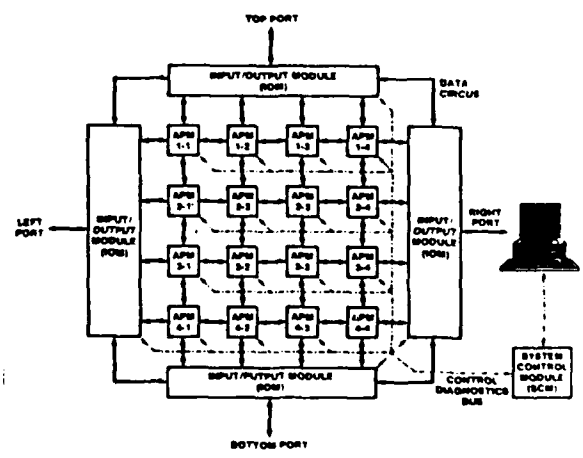 TOP PORT
INPUT/OUTPUT MODULE
(IOM)
DATA
CIRCUS
APM
1-1
APM
1-2
APM
1-3
APM
1-4
LEFT
PORT
INPUT/
OUTPUT
MODULE
(IOM)
APM
2-1
APM
2-2
APM
2-3
APM
2-4
INPUT/
OUTPUT
MODULE
(IOM)
RIGHT
PORT
APM
3-1
APM
3-2
APM
3-3
APM
3-4
APM
4-1
APM
4-2
APM
4-3
APM
4-4
INPUT/PUTPUT MODULE
(IOM)
CONTROL
DIAGNOSTICS
BUS
SYSTEM
CONTROL
MODULE
(SCM)
BOTTOM PORT